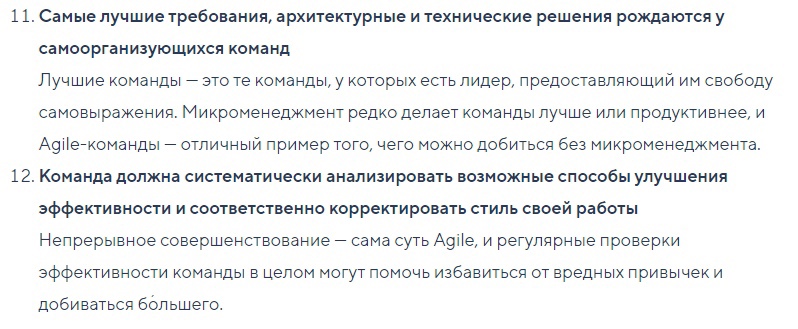 11. Самые лучшие требования, архитектурные и технические решения рождаются у
самоорганизующихся команд
Лучшие команды — это те команды, у которых есть лидер, предоставляющий им свободу
самовыражения. Микроменеджмент редко делает команды лучше или продуктивнее, и
Agile-команды — отличный пример того, чего можно добиться без микроменеджмента.
12. Команда должна систематически анализировать возможные способы улучшения
эффективности и соответственно корректировать стиль своей работы
Непрерывное совершенствование — сама суть Agile, и регулярные проверки
эффективности команды в целом могут помочь избавиться от вредных привычек и
добиваться бо́льшего.